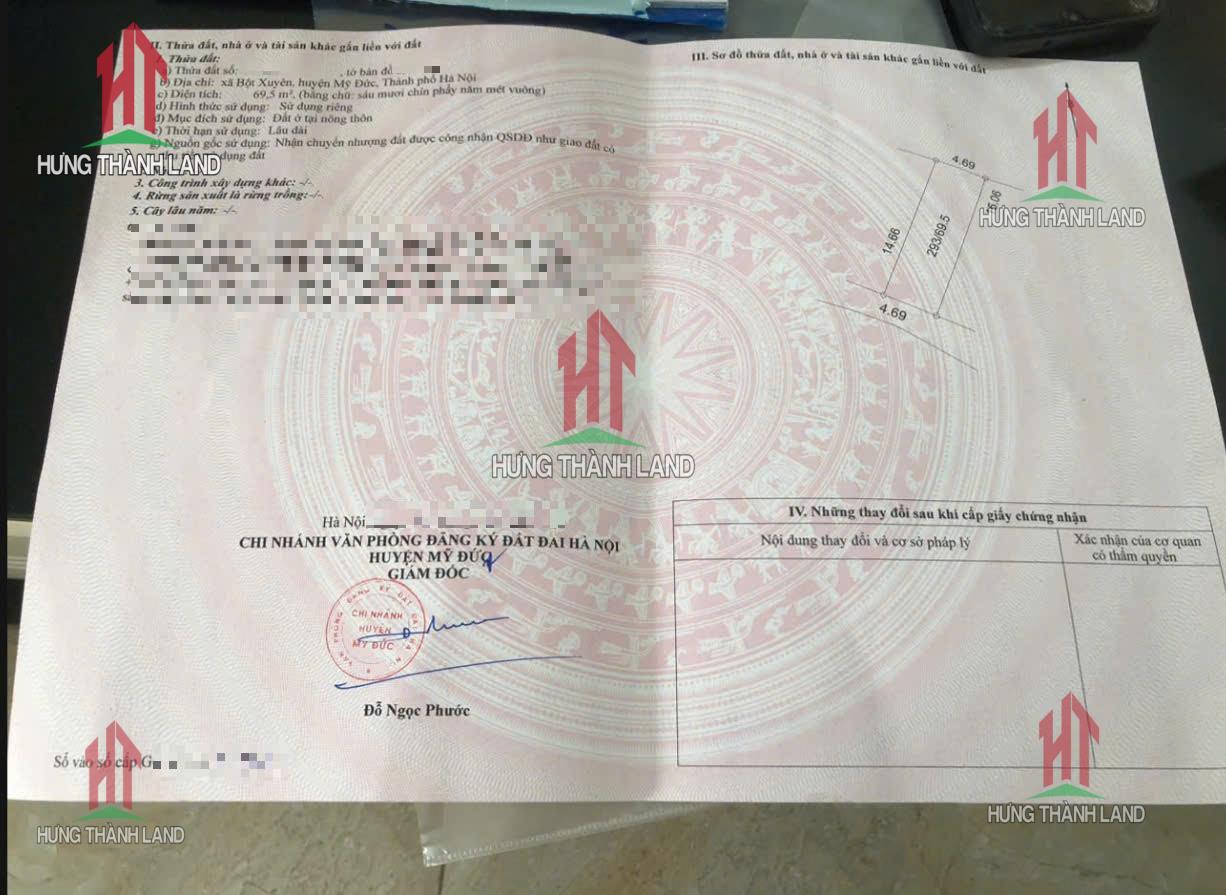 II. Thửa đất, nhà ở và tài sản khác gắn liền với đất
1. Thửa đất:
Thửa đất số: , tờ bản đồ
b) Địa chỉ: xã Bột Xuyên, huyện Mỹ Đức, Thành phố Hà Nội
c) Diện tích: 69,5 m², (bằng chữ: sáu mươi chín phẩy năm mét vuông)
d) Hình thức sử dụng: Sử dụng riêng
đ) Mục đích sử dụng: Đất ở tại nông thôn
e) Thời hạn sử dụng: Lâu dài
g) Nguồn gốc sử dụng: Nhận chuyển nhượng đất được công nhận QSDĐ như giao đất có
dụng đất
3. Công trình xây dựng khác: -/-
4. Rừng sản xuất là rừng trồng: -/-
5. Cây lâu năm: -/-
III. Sơ đồ thửa đất, nhà ở và tài sản khác gắn liền với đất
4.69
14.66
293/69.5
4.69
Hà Nội,
CHI NHÁNH VĂN PHÒNG ĐĂNG KÝ ĐẤT ĐAI HÀ NỘI
HUYỆN MỸ ĐỨC
GIÁM ĐỐC
CHI NHÁNH
HUYỆN
MỸ ĐỨC
Đỗ Ngọc Phước
Số vào sổ cấp G
IV. Những thay đổi sau khi cấp giấy chứng nhận
Nội dung thay đổi và cơ sở pháp lý
Xác nhận của cơ quan
có thẩm quyền
HƯNG THÀNH LAND
HƯNG THÀNH LAND
HƯNG THÀNH LAND
HƯNG THÀNH LAND
HƯNG THÀNH LAND